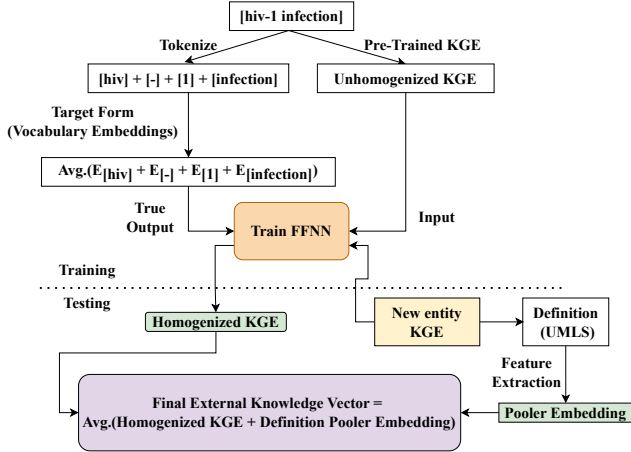 [hiv-1 infection]
Tokenize
Pre-Trained KGE
[hiv] + [-] + [1] + [infection]
Unhomogenized KGE
Target Form
(Vocabulary Embeddings)
Avg.(E[hiv] + E[-] + E[1] + E[infection])
True
Output
Train FFNN
Input
Training
Testing
Homogenized KGE
New entity
KGE
Definition
(UMLS)
Feature
Extraction
Final External Knowledge Vector =
Avg.(Homogenized KGE + Definition Pooler Embedding)
Pooler Embedding